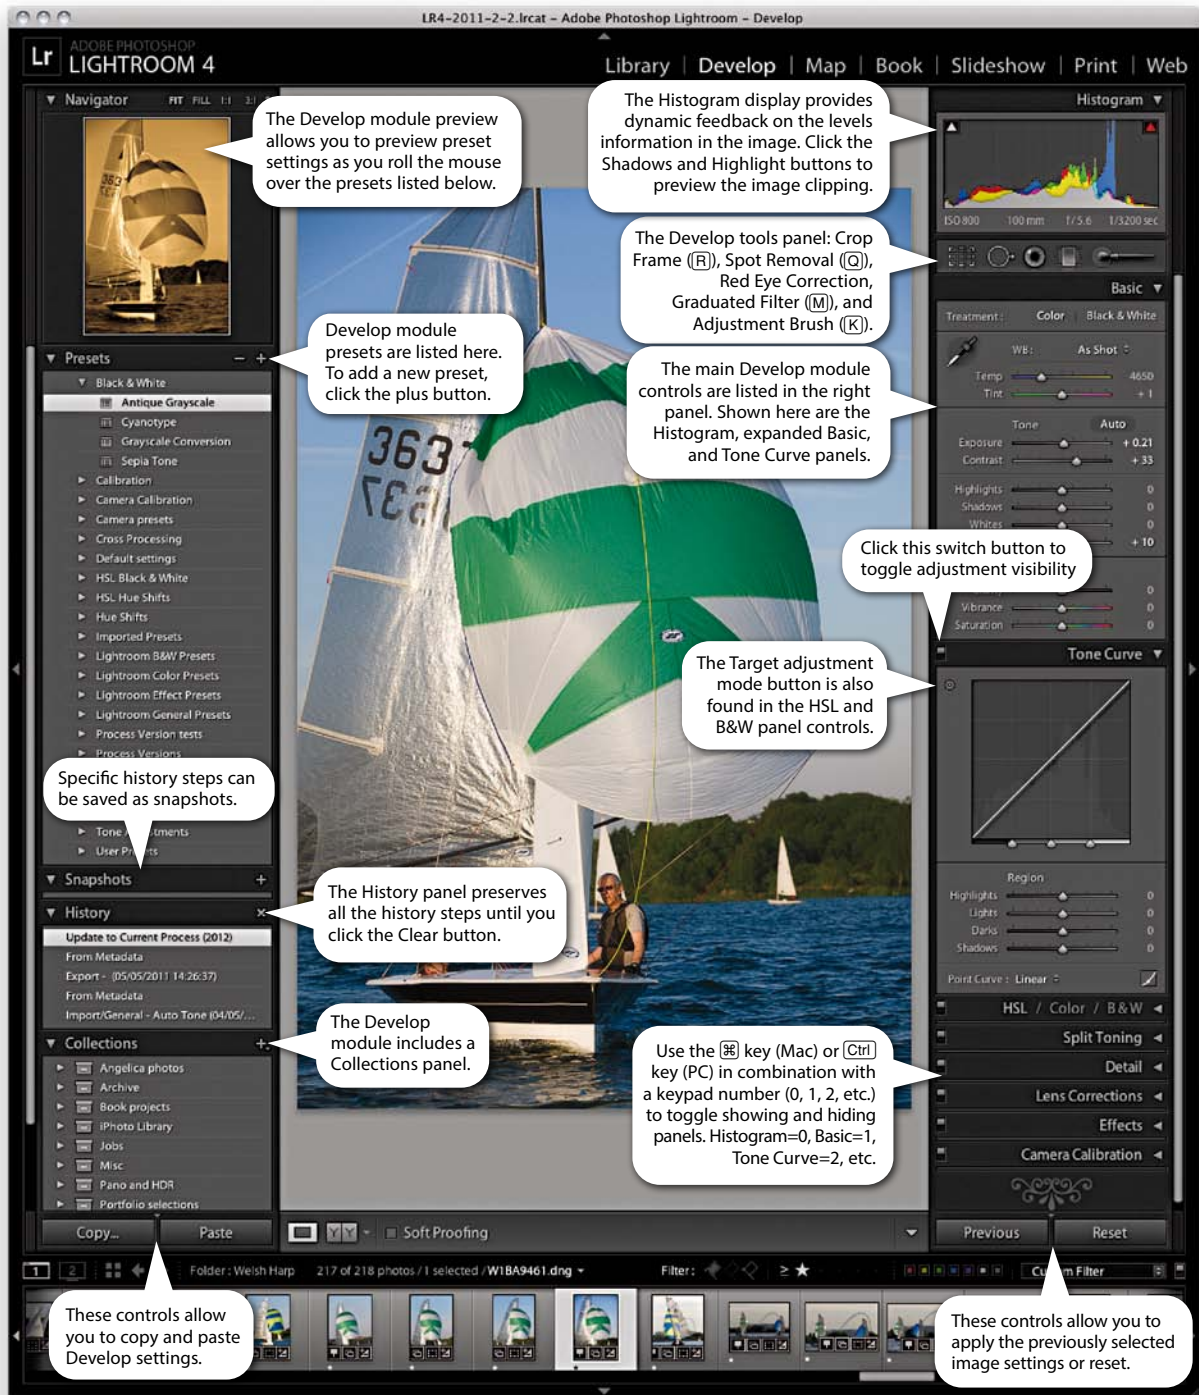 LR4-2011-2-2.lrcat – Adobe Photoshop Lightroom – Develop
Lr
ADOBE PHOTOSHOP
LIGHTROOM 4
Library | Develop | Map | Book | Slideshow | Print | Web
Navigator FIT FILL 1:1 3:1
The Develop module preview
allows you to preview preset
settings as you roll the mouse
over the presets listed below.
Presets
Black & White
Antique Grayscale
Cyanotype
Grayscale Conversion
Sepia Tone
Calibration
Camera Calibration
Camera presets
Cross Processing
Default settings
HSL Black & White
HSL Hue Shifts
Hue Shifts
Imported Presets
Lightroom B&W Presets
Lightroom Color Presets
Lightroom Effect Presets
Lightroom General Presets
Process Version tests
Process Versions
Develop module
presets are listed here.
To add a new preset,
click the plus button.
Specific history steps can
be saved as snapshots.
Snapshots
History
Update to Current Process (2012)
From Metadata
Export - (05/05/2011 14:26:37)
From Metadata
Import/General - Auto Tone (04/05/...
The History panel preserves
all the history steps until you
click the Clear button.
Collections
Angelica photos
Archive
Book projects
iPhoto Library
Jobs
Misc
Pano and HDR
Portfolio selections
The Develop
module includes a
Collections panel.
Copy... Paste
3637
The Histogram display provides
dynamic feedback on the levels
information in the image. Click the
Shadows and Highlight buttons to
preview the image clipping.
The Develop tools panel: Crop
Frame (R), Spot Removal (Q),
Red Eye Correction,
Graduated Filter (M), and
Adjustment Brush (K).
The main Develop module
controls are listed in the right
panel. Shown here are the
Histogram, expanded Basic,
and Tone Curve panels.
Click this switch button to
toggle adjustment visibility
The Target adjustment
mode button is also
found in the HSL and
B&W panel controls.
Use the ⌘ key (Mac) or Ctrl
key (PC) in combination with
a keypad number (0, 1, 2, etc.)
to toggle showing and hiding
panels. Histogram=0, Basic=1,
Tone Curve=2, etc.
Histogram
ISO 800 100 mm f/5.6 1/3200 sec
Basic
Treatment: Color | Black & White
WB: As Shot
Temp 4650
Tint + 1
Tone Auto
Exposure + 0.21
Contrast + 33
Highlights 0
Shadows 0
Whites 0
+ 10
0
Vibrance 0
Saturation 0
Tone Curve
Region
Highlights 0
Lights 0
Darks 0
Shadows 0
Point Curve : Linear
HSL / Color / B&W
Split Toning
Detail
Lens Corrections
Effects
Camera Calibration
Previous Reset
YY Soft Proofing
1 2 Folder : Welsh Harp 217 of 218 photos / 1 selected / W1BA9461.dng Filter : ≥ ★
These controls allow
you to copy and paste
Develop settings.
These controls allow you to
apply the previously selected
image settings or reset.